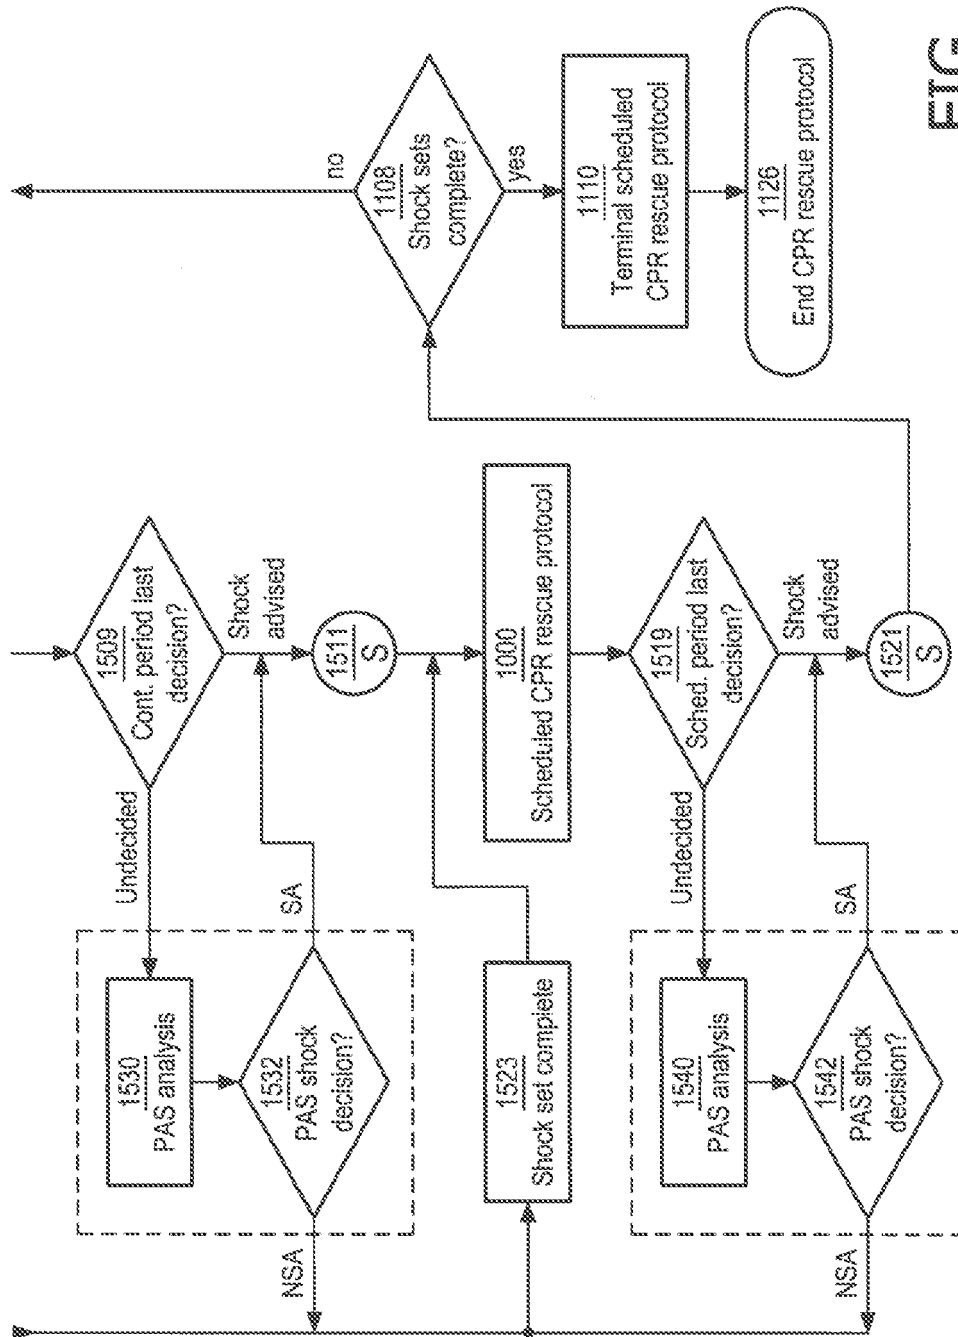 no
1108
Shock sets
complete?
yes
1110
Terminal scheduled
CPR rescue protocol
1126
End CPR rescue protocol
1509
Cont. period last
decision?
Undecided
Shock
advised
1530
PAS analysis
1532
PAS shock
decision?
SA
NSA
1511
S
1523
Shock set complete
1000
Scheduled CPR rescue protocol
1519
Sched. period last
decision?
Undecided
Shock
advised
1540
PAS analysis
1542
PAS shock
decision?
SA
NSA
1521
S
FIG